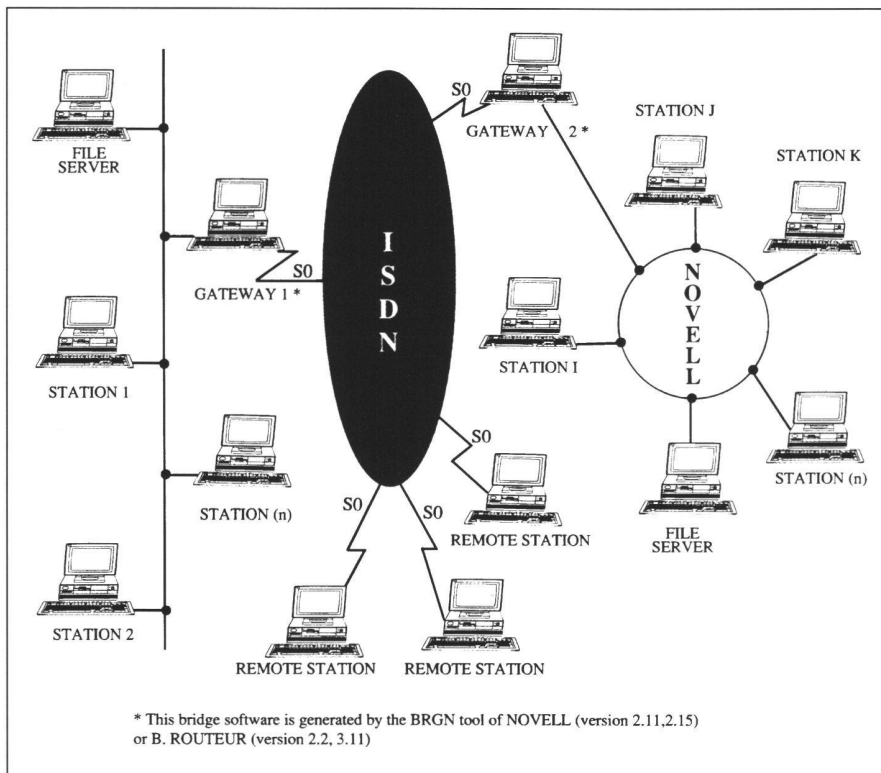 FILE
SERVER
S0
GATEWAY 1 *
STATION 1
STATION (n)
STATION 2
ISDN
S0
GATEWAY 2 *
STATION J
STATION K
NOVELL
STATION I
STATION (n)
FILE
SERVER
S0
REMOTE STATION
S0
S0
REMOTE STATION
REMOTE STATION
* This bridge software is generated by the BRGN tool of NOVELL (version 2.11,2.15)
or B. ROUTEUR (version 2.2, 3.11)